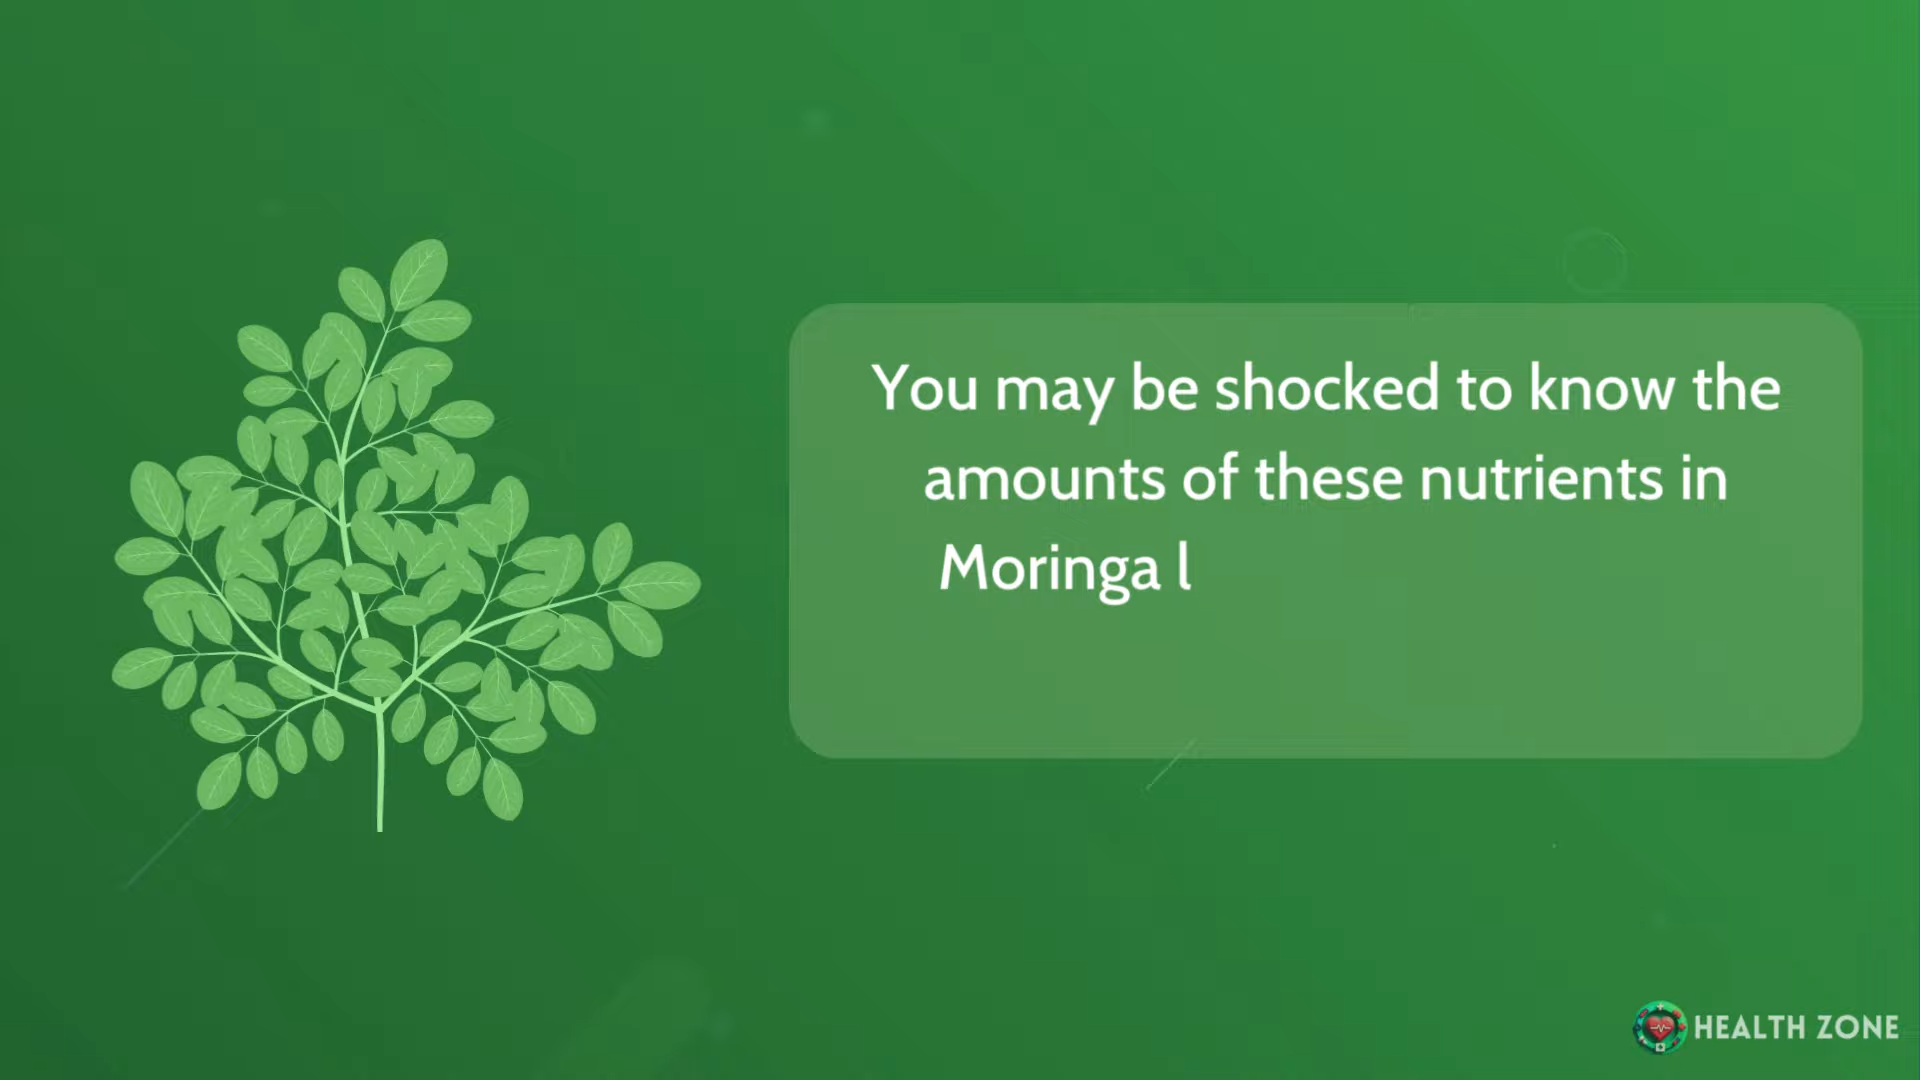 You may be shocked to know the
amounts of these nutrients in
Moringa l
HEALTH ZONE